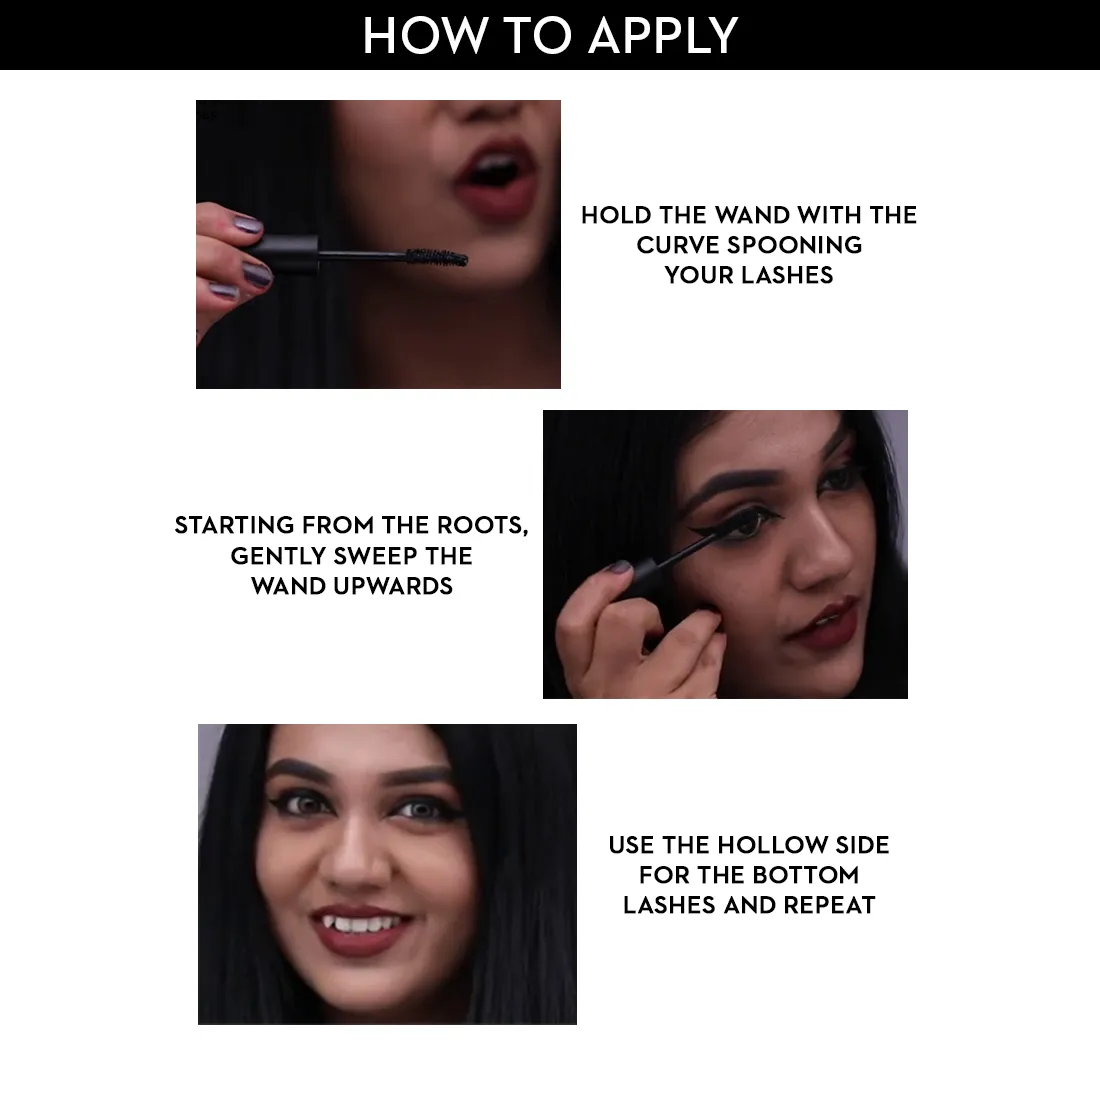 HOW TO APPLY
HOLD THE WAND WITH THE
CURVE SPOONING
YOUR LASHES
STARTING FROM THE ROOTS,
GENTLY SWEEP THE
WAND UPWARDS
USE THE HOLLOW SIDE
FOR THE BOTTOM
LASHES AND REPEAT